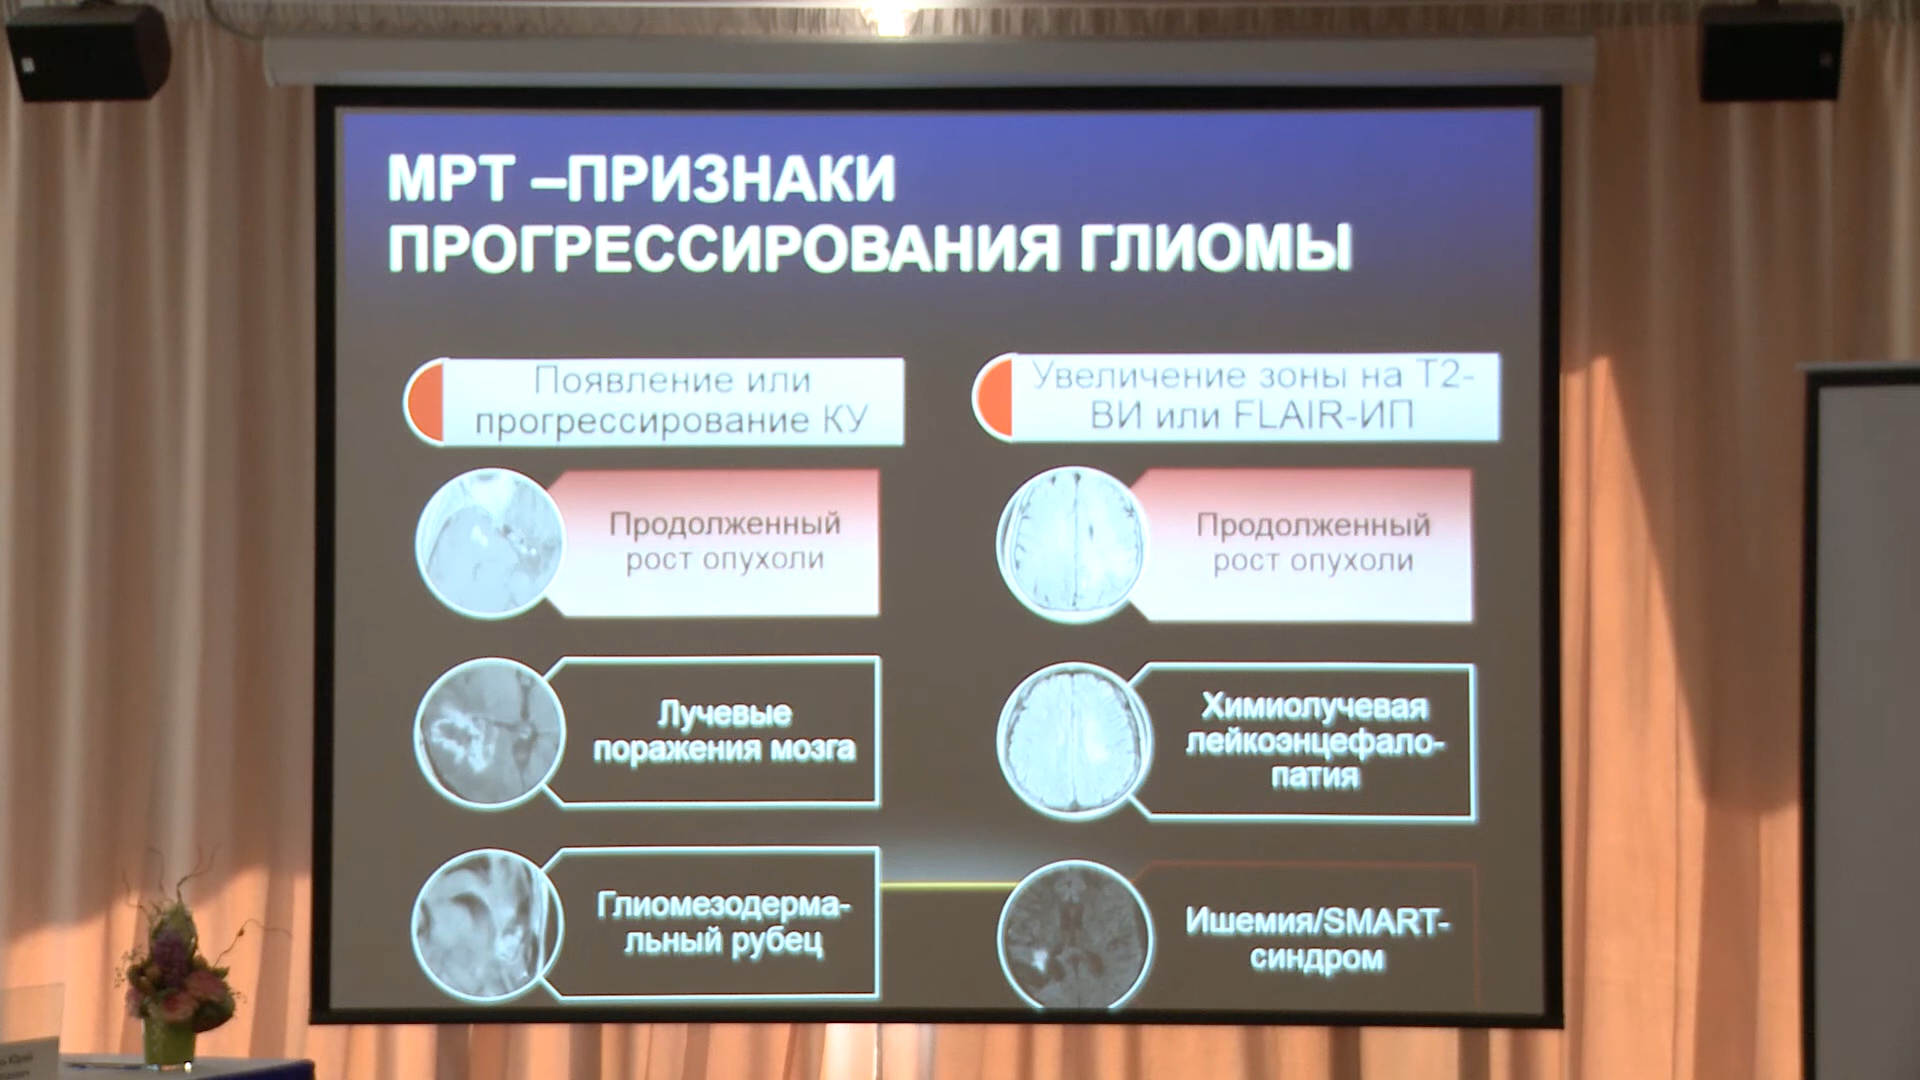 МРТ –ПРИЗНАКИ
ПРОГРЕССИРОВАНИЯ ГЛИОМЫ
Появление или
прогрессирование КУ
Продолженный
рост опухоли
Лучевые
поражения мозга
Глиомезодерма-
льный рубец
Увеличение зоны на Т2-
ВИ или FLAIR-ИП
Продолженный
рост опухоли
Химиолучевая
лейкоэнцефало-
патия
Ишемия/SMART-
синдром